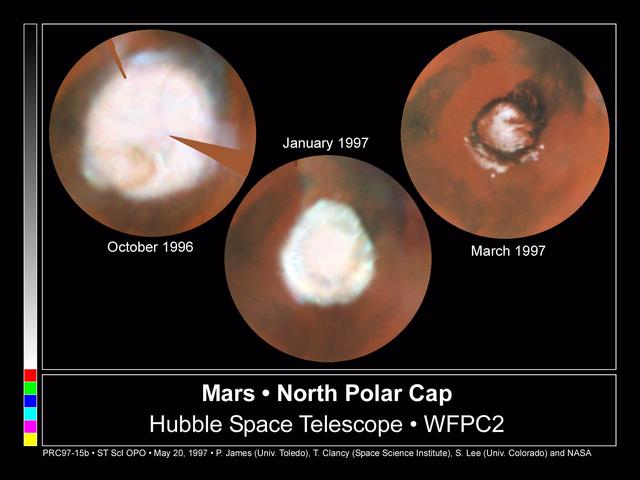 January 1997
October 1996
March 1997
Mars • North Polar Cap
Hubble Space Telescope • WFPC2
PRC97-15b • ST ScI OPO • May 20, 1997 • P. James (Univ. Toledo), T. Clancy (Space Science Institute), S. Lee (Univ. Colorado) and NASA